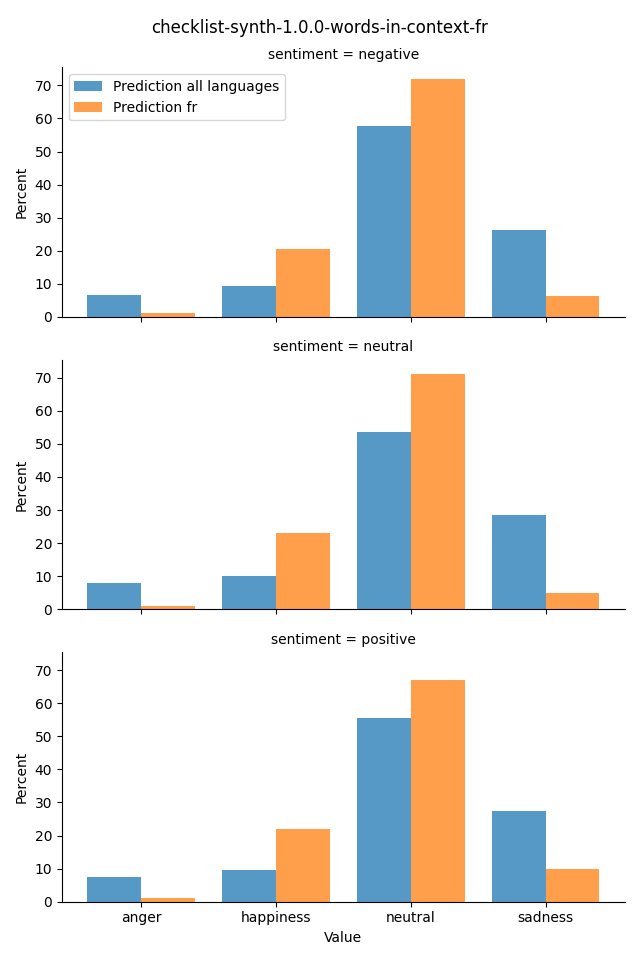 checklist-synth-1.0.0-words-in-context-fr
sentiment = negative
Prediction all languages
Prediction fr
70
60
50
40
30
20
10
0
Percent
sentiment = neutral
70
60
50
40
30
20
10
0
Percent
sentiment = positive
70
60
50
40
30
20
10
0
Percent
anger happiness neutral sadness
Value